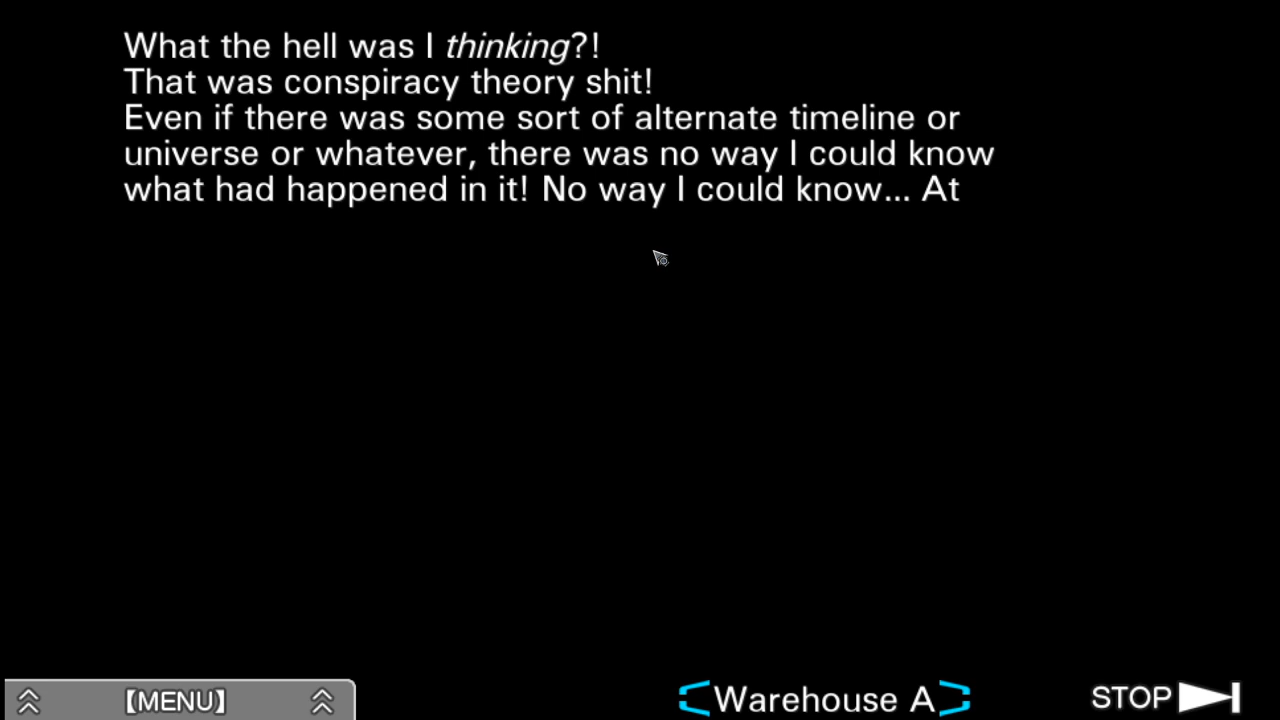 What the hell was I thinking?!
That was conspiracy theory shit!
Even if there was some sort of alternate timeline or
universe or whatever, there was no way I could know
what had happened in it! No way I could know... At
【MENU】
Warehouse A
STOP